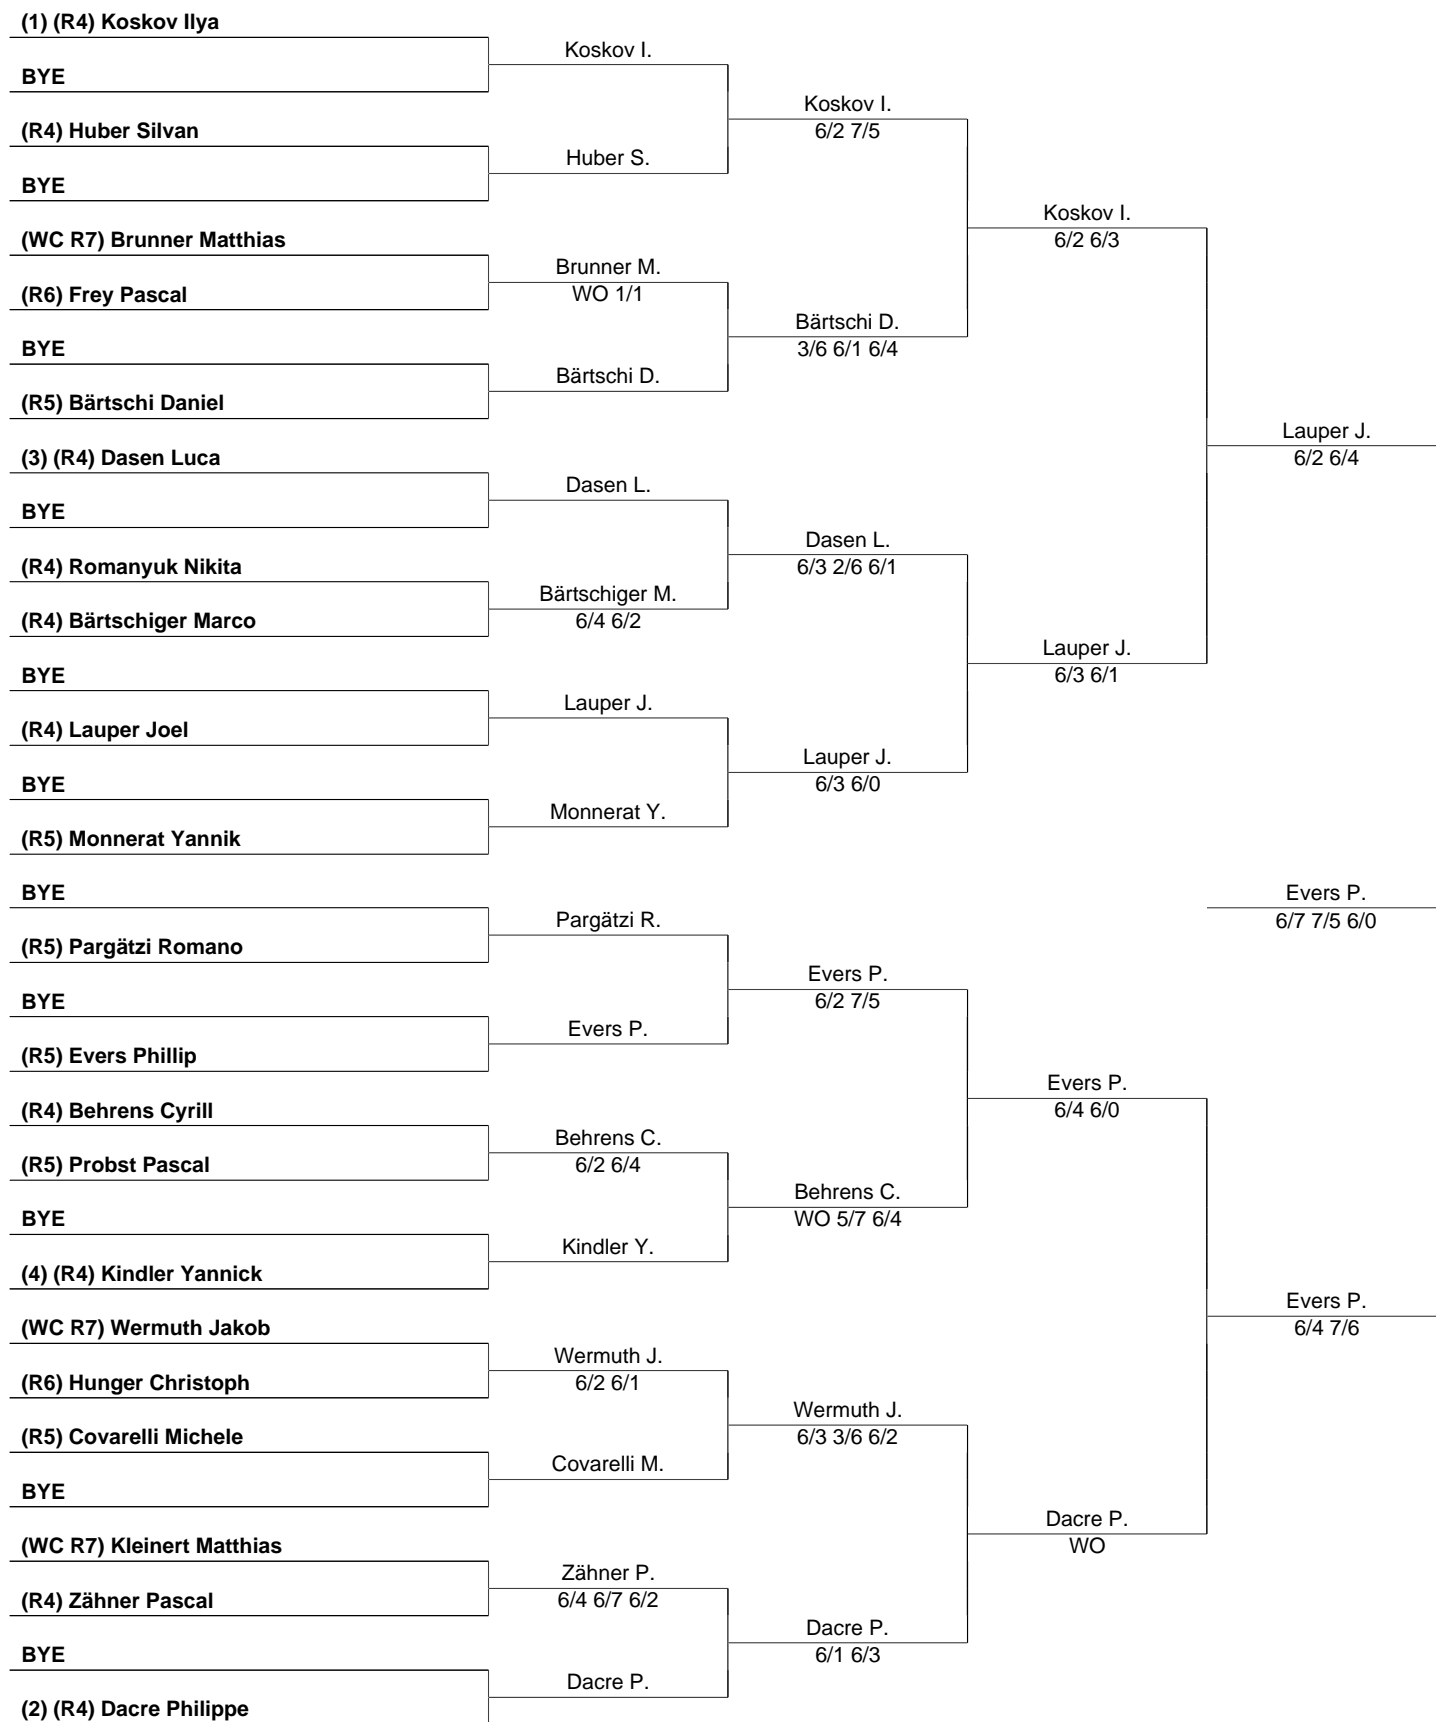 (1) (R4) Koskov Ilya
BYE
(R4) Huber Silvan
BYE
(WC R7) Brunner Matthias
(R6) Frey Pascal
BYE
(R5) Bärtschi Daniel
(3) (R4) Dasen Luca
BYE
(R4) Romanyuk Nikita
(R4) Bärtschiger Marco
BYE
(R4) Lauper Joel
BYE
(R5) Monnerat Yannik
BYE
(R5) Pargätzi Romano
BYE
(R5) Evers Phillip
(R4) Behrens Cyrill
(R5) Probst Pascal
BYE
(4) (R4) Kindler Yannick
(WC R7) Wermuth Jakob
(R6) Hunger Christoph
(R5) Covarelli Michele
BYE
(WC R7) Kleinert Matthias
(R4) Zähner Pascal
BYE
(2) (R4) Dacre Philippe
Koskov I.
Huber S.
Brunner M.
WO 1/1
Bärtschi D.
Dasen L.
Bärtschiger M.
6/4 6/2
Lauper J.
Monnerat Y.
Pargätzi R.
Evers P.
Behrens C.
6/2 6/4
Kindler Y.
Wermuth J.
6/2 6/1
Covarelli M.
Zähner P.
6/4 6/7 6/2
Dacre P.
Koskov I.
6/2 7/5
Bärtschi D.
3/6 6/1 6/4
Dasen L.
6/3 2/6 6/1
Lauper J.
6/3 6/0
Evers P.
6/2 7/5
Behrens C.
WO 5/7 6/4
Wermuth J.
6/3 3/6 6/2
Dacre P.
6/1 6/3
Koskov I.
6/2 6/3
Lauper J.
6/3 6/1
Evers P.
6/4 6/0
Dacre P.
WO
Lauper J.
6/2 6/4
Evers P.
6/7 7/5 6/0
Evers P.
6/4 7/6